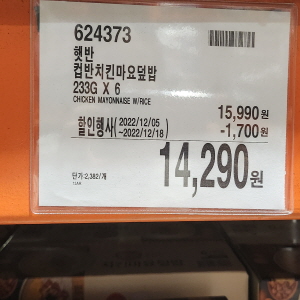 624373
햇반
컵반치킨마요덮밥
233G X 6
CHICKEN MAYONNAISE W/RICE
15,990원
할인행사(2022/12/05 ~2022/12/18) -1,700원
14,290원
단가:2,382/개